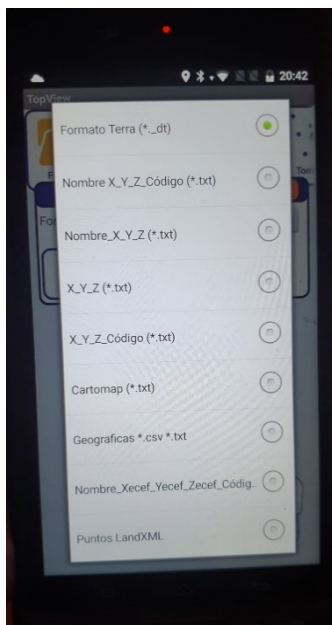 20:42
TopView
Formato Terra (*._dt)
Nombre X_Y_Z_Código (*.txt)
Nombre_X_Y_Z (*.txt)
X_Y_Z (*.txt)
X_Y_Z_Código (*.txt)
Cartomap (*.txt)
Geograficas *.csv *.txt
Nombre_Xecef_Yecef_Zecef_Códig..
Puntos LandXML